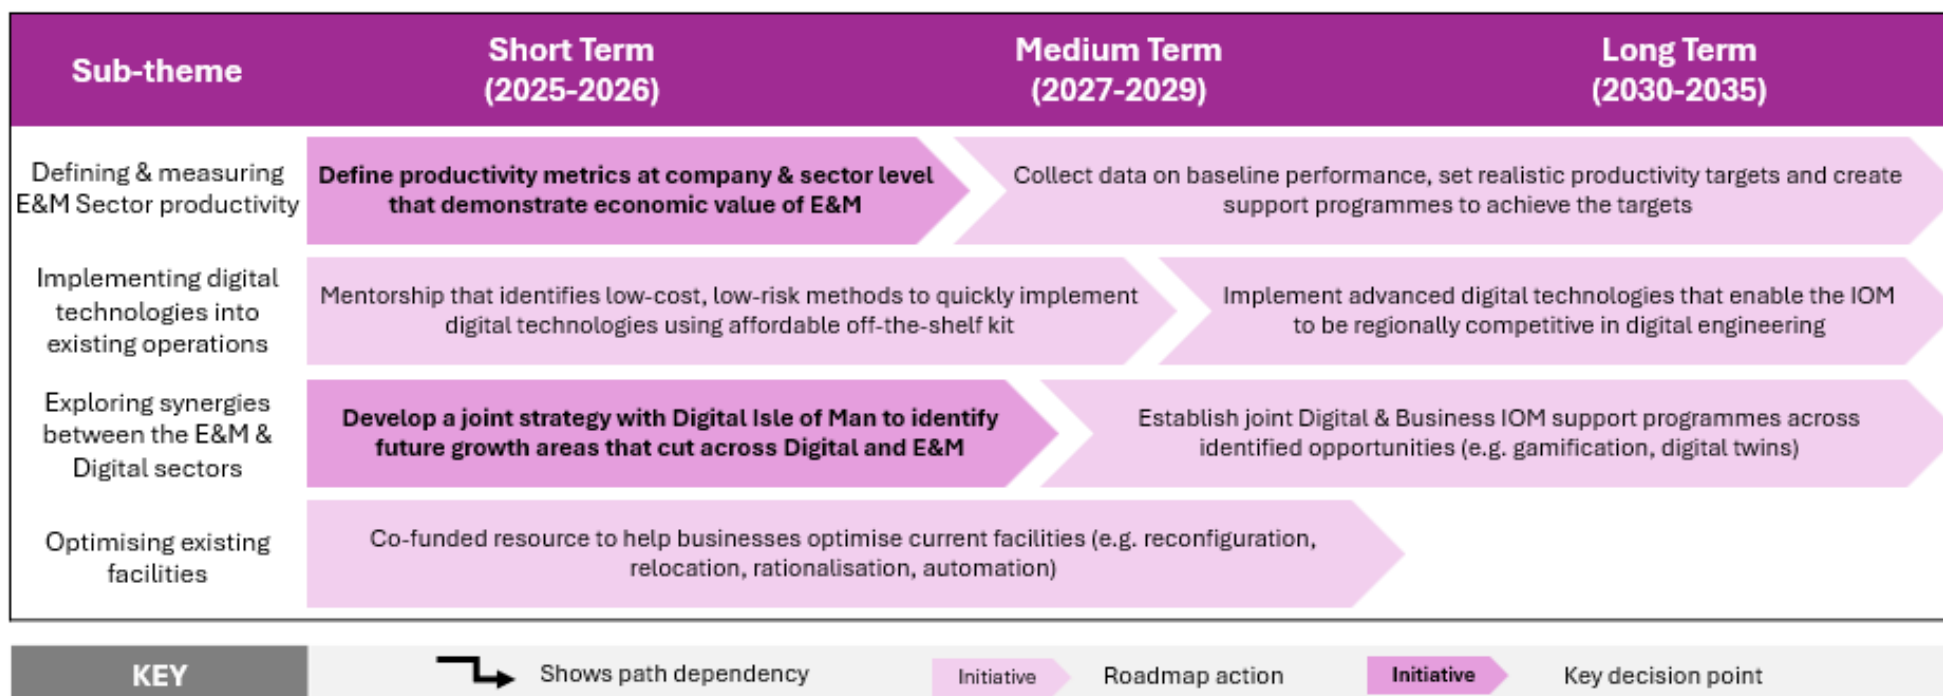 Sub-theme
Short Term
(2025-2026)
Medium Term
(2027-2029)
Long Term
(2030-2035)
Defining & measuring
E&M Sector productivity
Define productivity metrics at company & sector level
that demonstrate economic value of E&M
Collect data on baseline performance, set realistic productivity targets and create
support programmes to achieve the targets
Implementing digital
technologies into
existing operations
Mentorship that identifies low-cost, low-risk methods to quickly implement
digital technologies using affordable off-the-shelf kit
Implement advanced digital technologies that enable the IOM
to be regionally competitive in digital engineering
Exploring synergies
between the E&M &
Digital sectors
Develop a joint strategy with Digital Isle of Man to identify
future growth areas that cut across Digital and E&M
Establish joint Digital & Business IOM support programmes across
identified opportunities (e.g. gamification, digital twins)
Optimising existing
facilities
Co-funded resource to help businesses optimise current facilities (e.g. reconfiguration,
relocation, rationalisation, automation)
KEY
Shows path dependency
Initiative
Roadmap action
Initiative
Key decision point